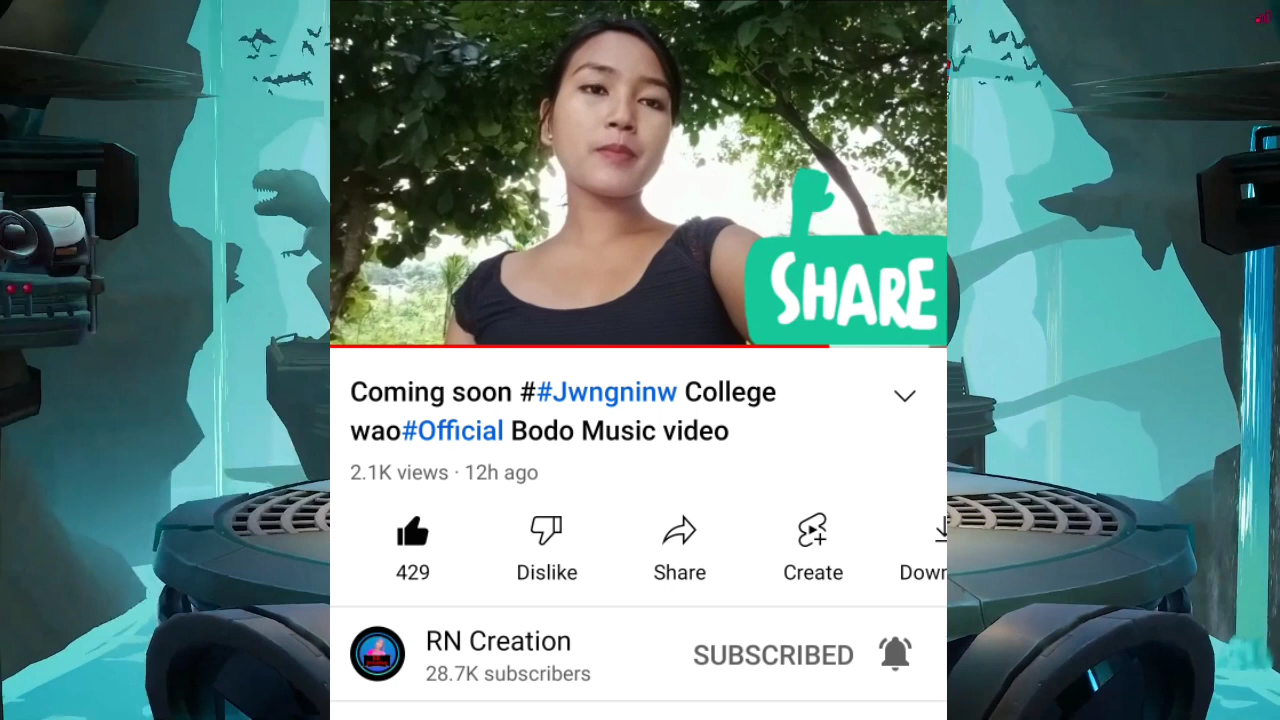 SHARE
Coming soon ##Jwngninw College
wao#Official Bodo Music video
2.1K views · 12h ago
429
Dislike
Share
Create
Down
RN Creation
28.7K subscribers
SUBSCRIBED